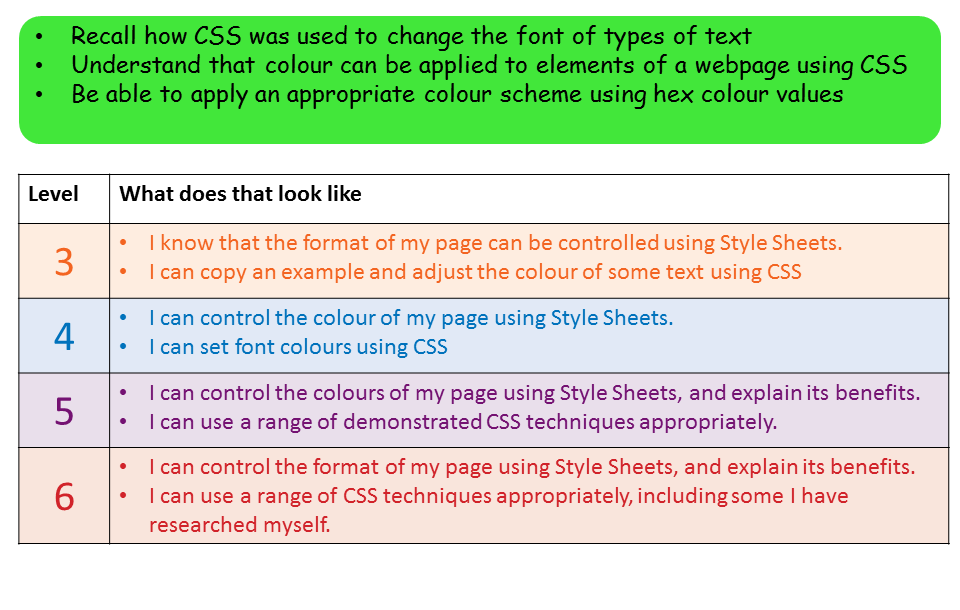 • Recall how CSS was used to change the font of types of text
• Understand that colour can be applied to elements of a webpage using CSS
• Be able to apply an appropriate colour scheme using hex colour values
Level What does that look like
3
• I know that the format of my page can be controlled using Style Sheets.
• I can copy an example and adjust the colour of some text using CSS
4
• I can control the colour of my page using Style Sheets.
• I can set font colours using CSS
5
• I can control the colours of my page using Style Sheets, and explain its benefits.
• I can use a range of demonstrated CSS techniques appropriately.
6
• I can control the format of my page using Style Sheets, and explain its benefits.
• I can use a range of CSS techniques appropriately, including some I have
researched myself.